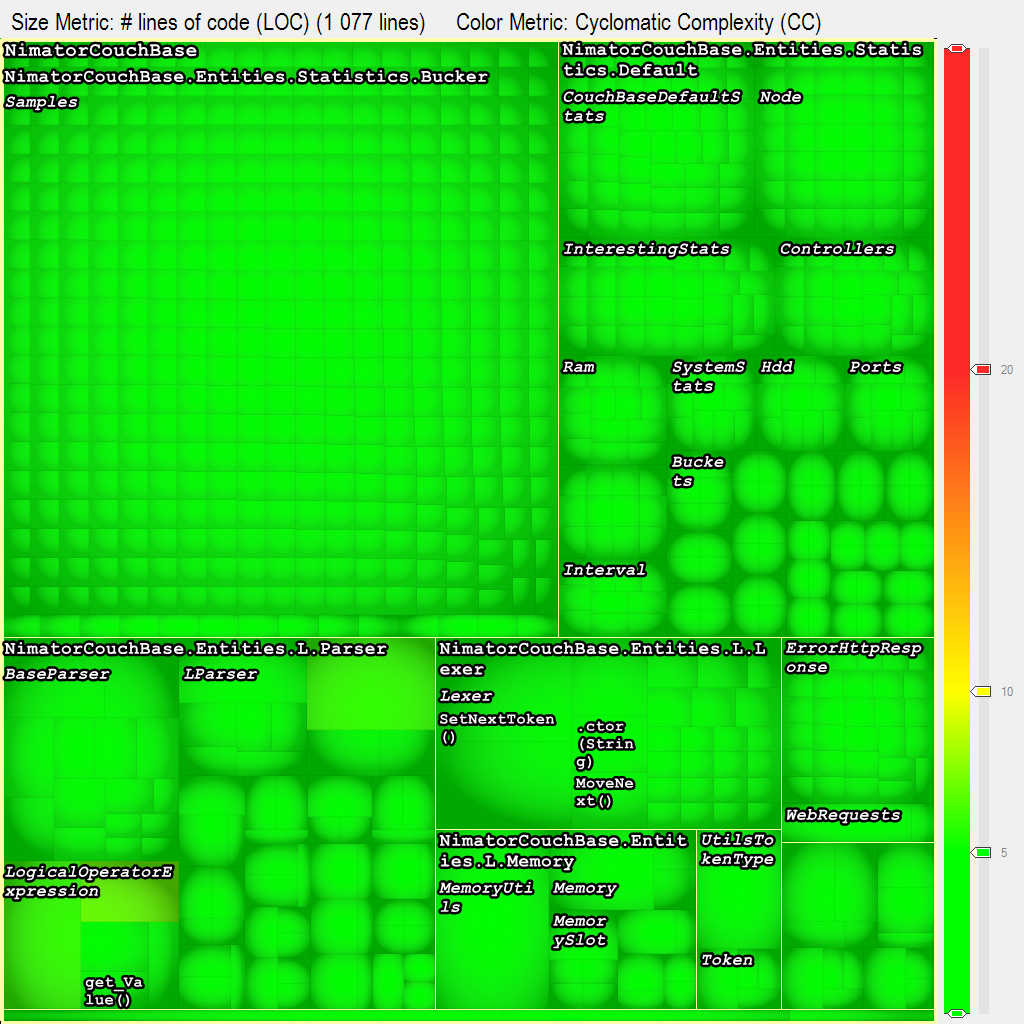 Size Metric: # lines of code (LOC) (1 077 lines) Color Metric: Cyclomatic Complexity (CC)
NimatorCouchBase
NimatorCouchBase.Entities.Statistics.Bucker
Samples
NimatorCouchBase.Entities.Statis
tics.Default
CouchBaseDefaultS
tats
Node
InterestingStats
Controllers
Ram
SystemS
tats
Hdd
Ports
Bucke
ts
Interval
20
10
5
NimatorCouchBase.Entities.L.Parser
BaseParser
LParser
LogicalOperatorE
xpression
get_Va
lue()
NimatorCouchBase.Entities.L.L
exer
Lexer
SetNextToken
()
.ctor
(Strin
g)
MoveNe
xt()
ErrorHttpResp
onse
WebRequests
NimatorCouchBase.Entit
ies.L.Memory
MemoryUti
ls
Memory
Memor
ySlot
UtilsTo
kenType
Token